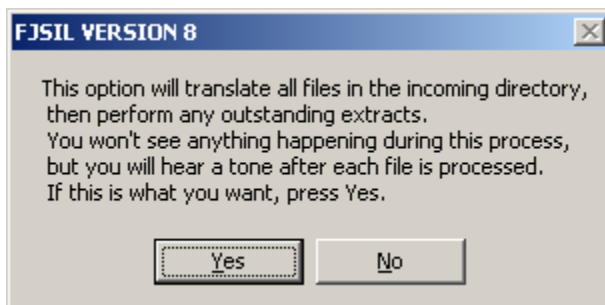 FJSIL VERSION 8
This option will translate all files in the incoming directory,
then perform any outstanding extracts.
You won't see anything happening during this process,
but you will hear a tone after each file is processed.
If this is what you want, press Yes.
Yes No